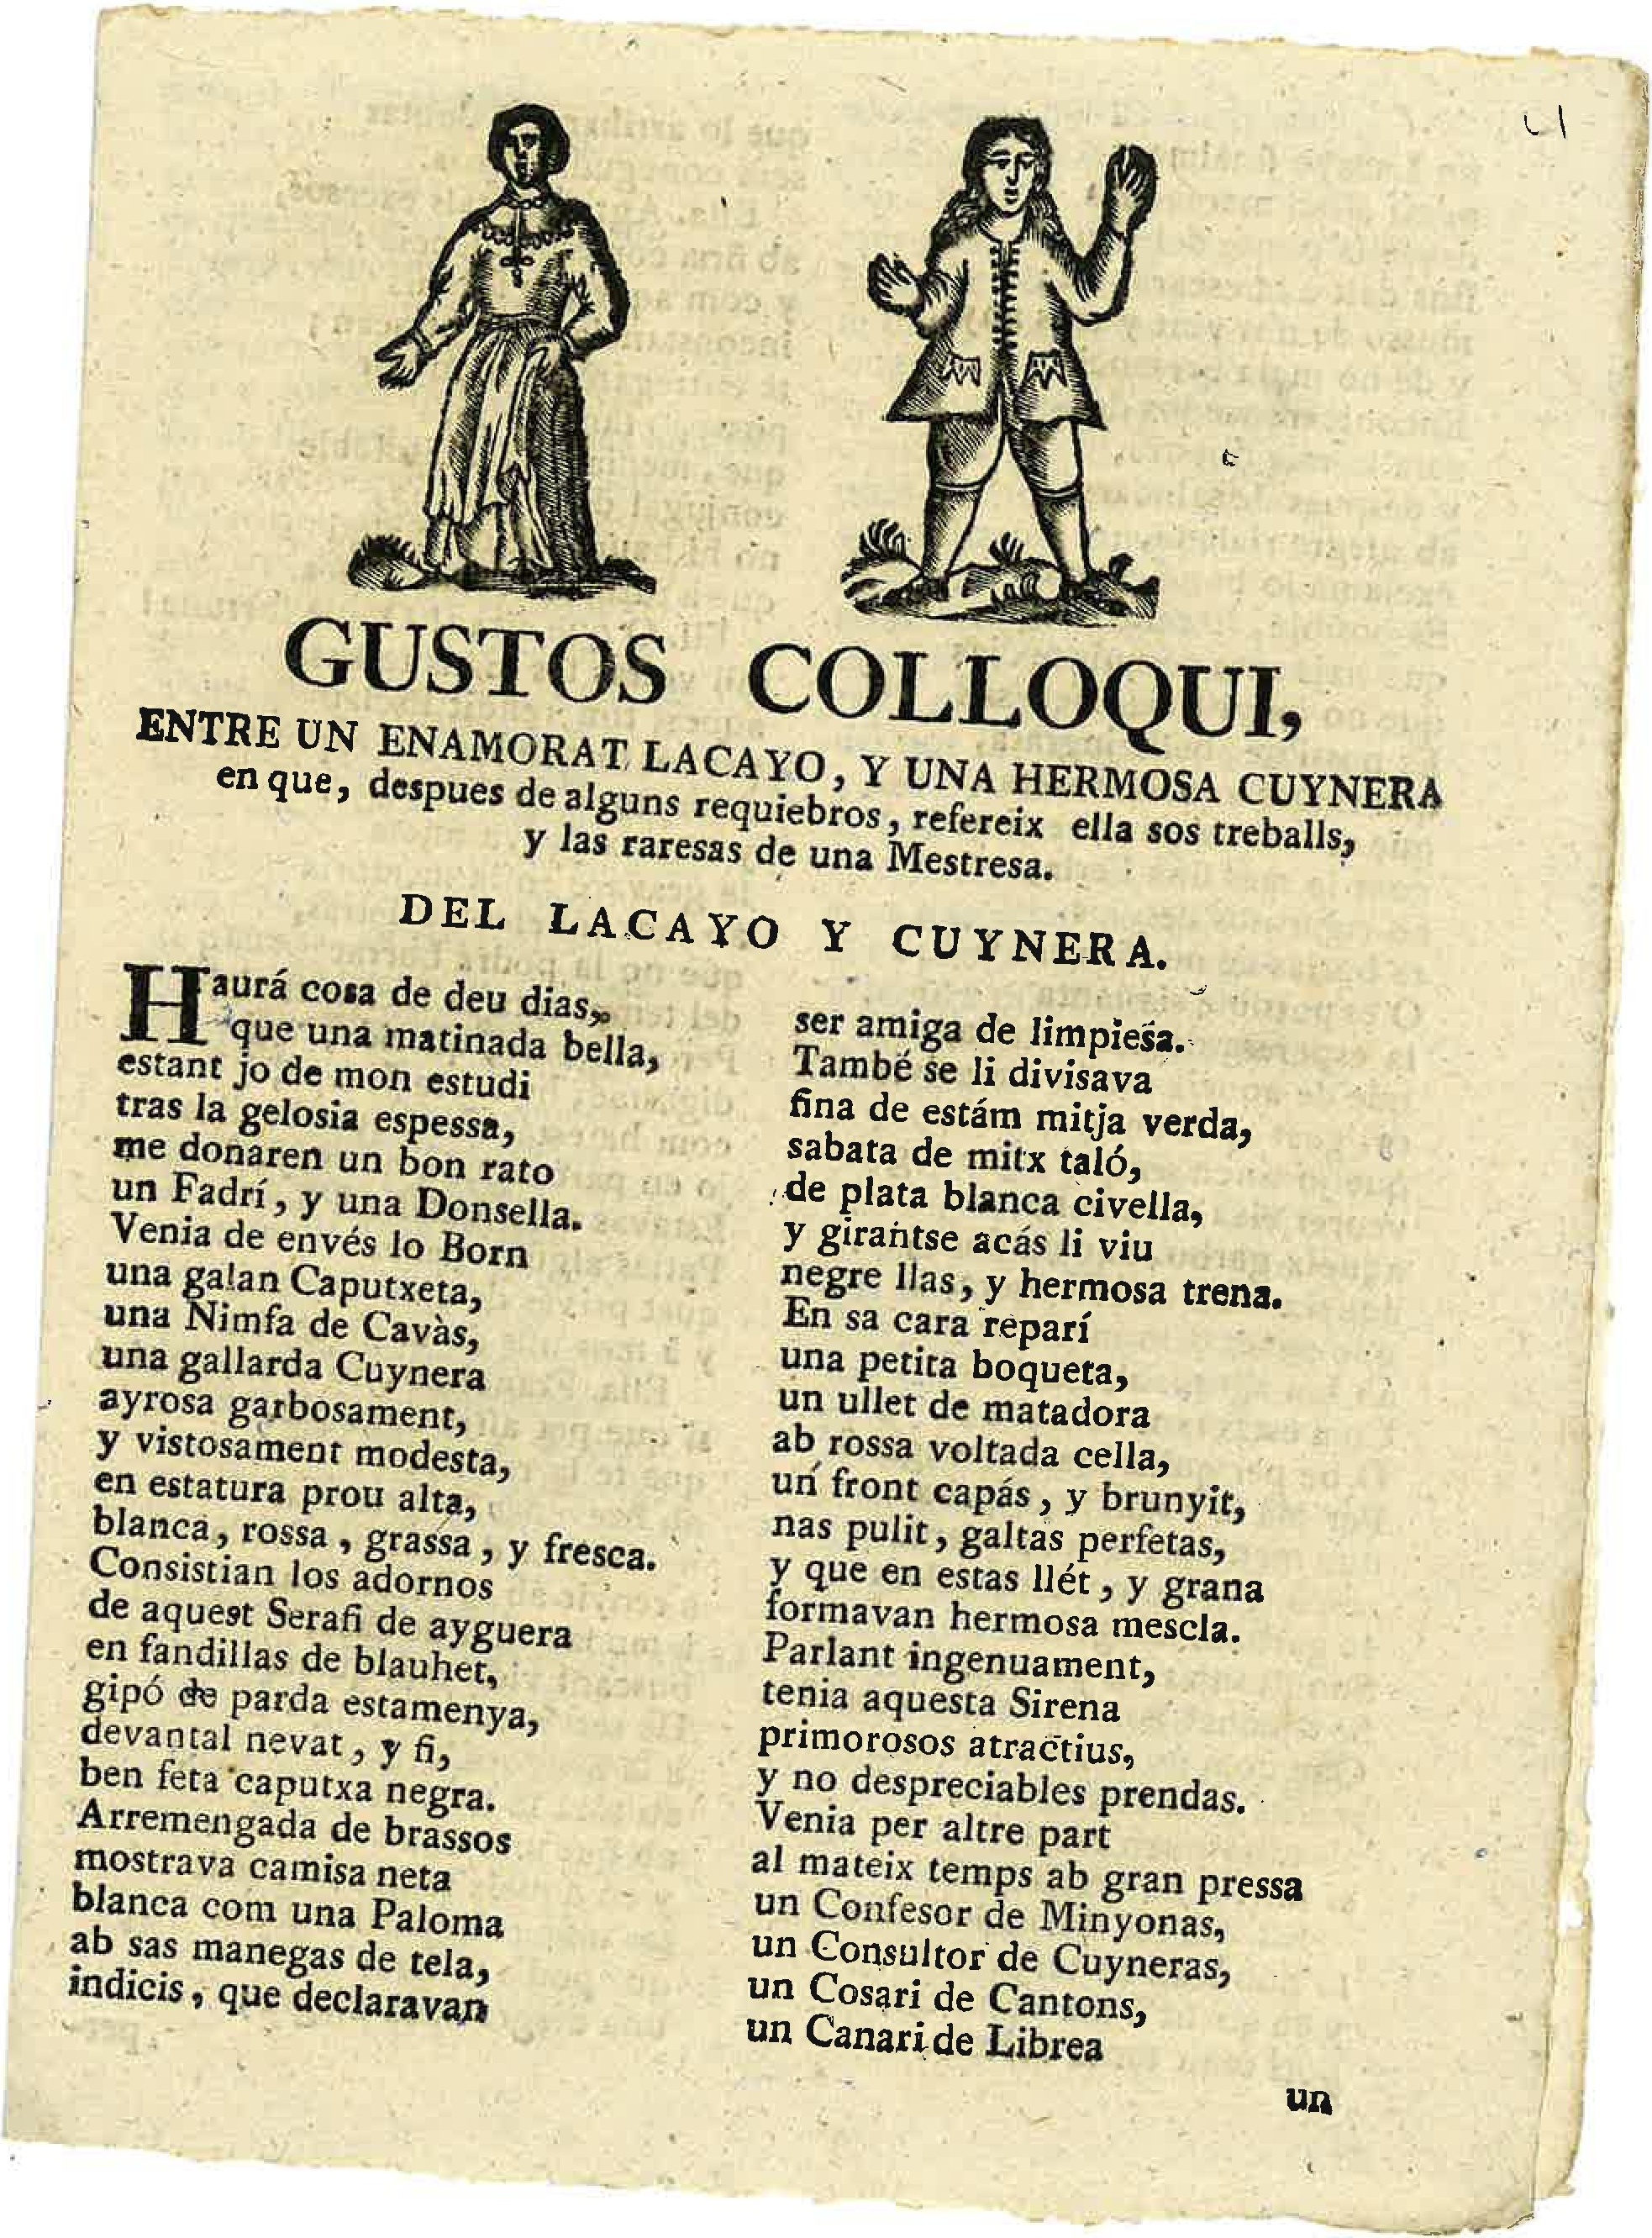 GUSTOS COLLOQUI,
ENTRE UN ENAMORAT LACAYO, Y UNA HERMOSA CUYNERA
en que, despues de alguns requiebros, refereix ella sos treballs,
y las raresas de una Mestresa.
DEL LACAYO Y CUYNERA.
Haurá cosa de deu dias,
que una matinada bella,
estant jo de mon estudi
tras la gelosia espessa,
me donaren un bon rato
un Fadrí, y una Donsella.
Venia de envés lo Born
una galan Caputxeta,
una Nimfa de Cavàs,
una gallarda Cuynera
ayrosa garbosament,
y vistosament modesta,
en estatura prou alta,
blanca, rossa, grassa, y fresca.
Consistian los adornos
de aquest Serafi de ayguera
en fandillas de blauhet,
gipó de parda estamenya,
devantal nevat, y fi,
ben feta caputxa negra.
Arremengada de brassos
mostrava camisa neta
blanca com una Paloma
ab sas manegas de tela,
indicis, que declaravan
ser amiga de limpiesa.
També se li divisava
fina de estám mitja verda,
sabata de mitx taló,
de plata blanca civella,
y girantse acás li viu
negre llas, y hermosa trena.
En sa cara reparí
una petita boqueta,
un ullet de matadora
ab rossa voltada cella,
un front capás, y brunyit,
nas pulit, galtas perfetas,
y que en estas llét, y grana
formavan hermosa mescla.
Parlant ingenuament,
tenia aquesta Sirena
primorosos atractius,
y no despreciables prendas.
Venia per altre part
al mateix temps ab gran pressa
un Confesor de Minyonas,
un Consultor de Cuyneras,
un Cosari de Cantons,
un Canari de Librea
un